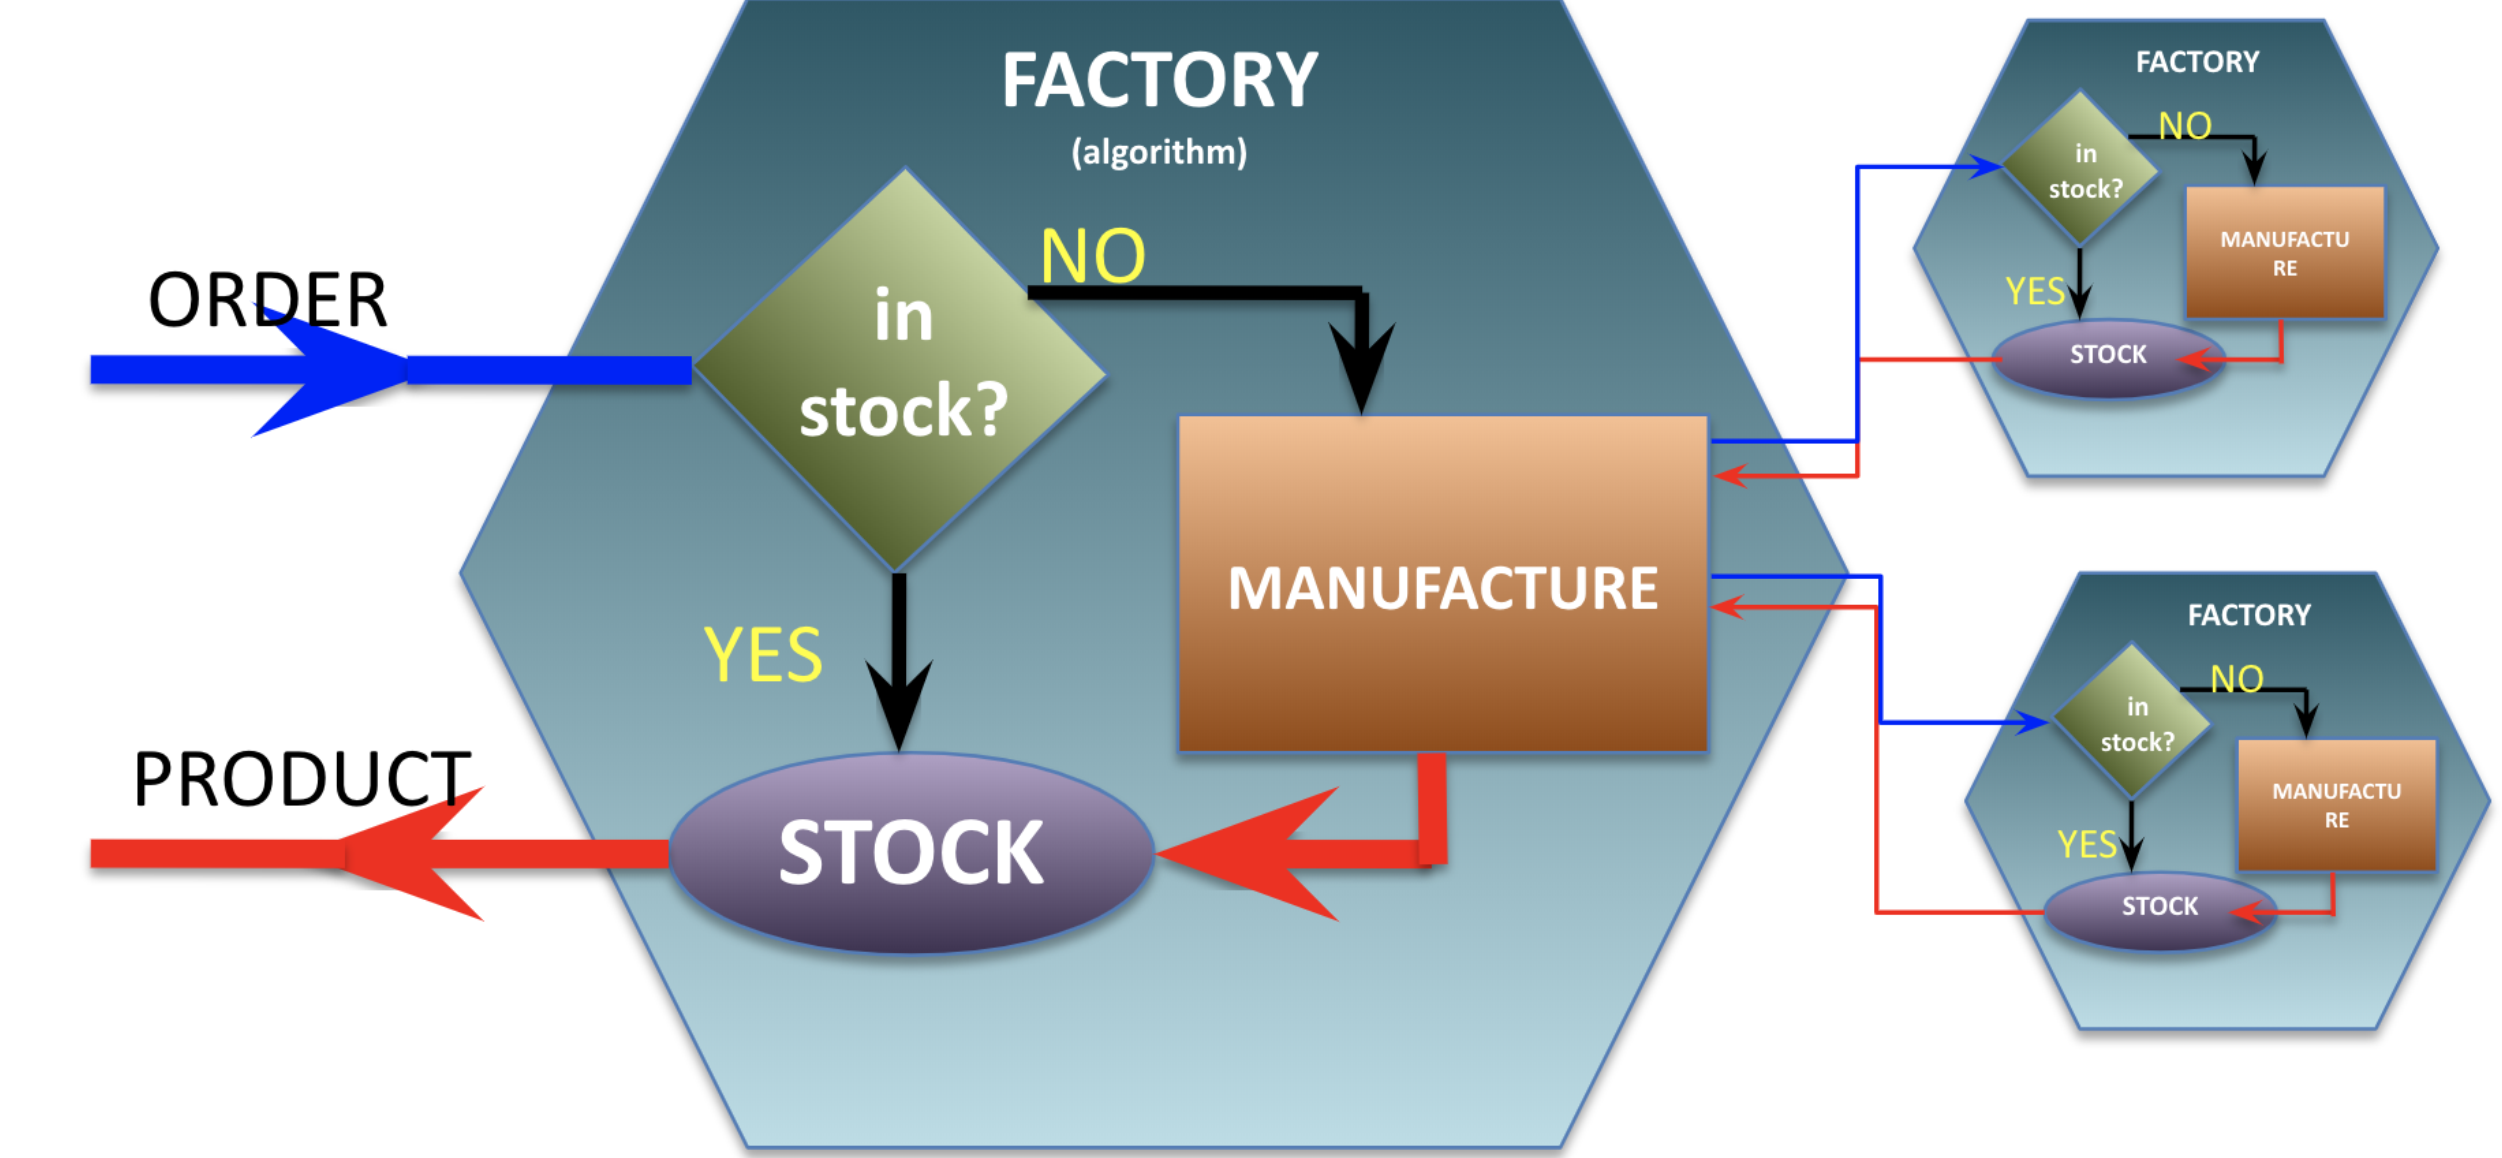 FACTORY
(algorithm)
ORDER
in
stock?
NO
YES
MANUFACTURE
PRODUCT
STOCK
FACTORY
in
stock?
NO
MANUFACTU
RE
YES
STOCK
FACTORY
in
stock?
NO
MANUFACTU
RE
YES
STOCK